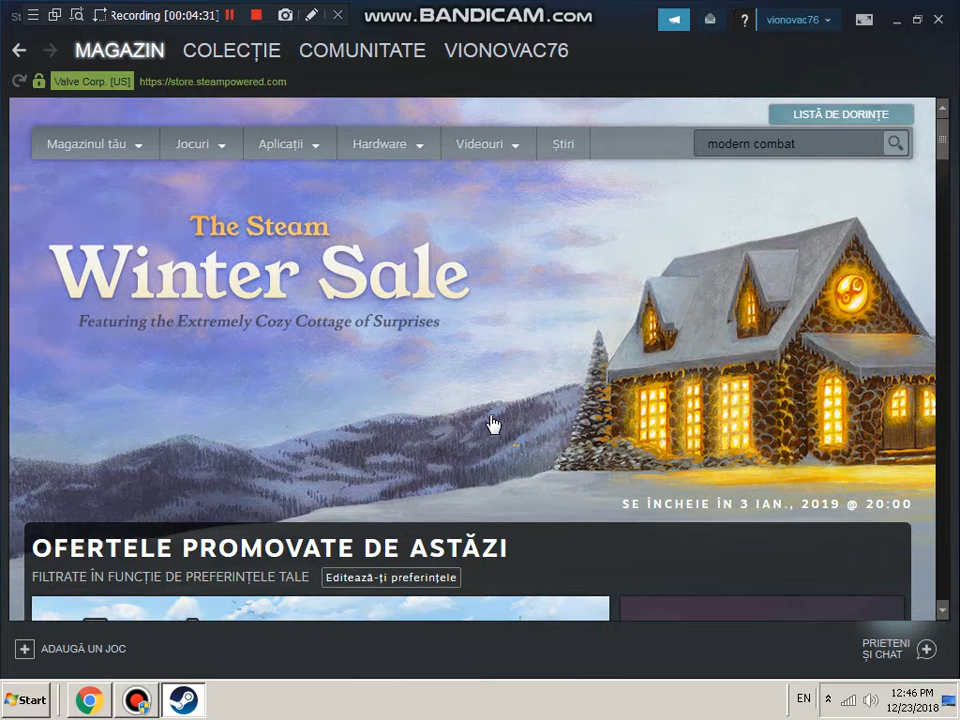 Recording [00:04:31]
www.BANDICAM.com
vionovac76
MAGAZIN COLECȚIE COMUNITATE VIONOVAC76
Valve Corp. [US] https://store.steampowered.com
LISTĂ DE DORINȚE
Magazinul tău Jocuri Aplicații Hardware Videouri Știri modern combat
The Steam
Winter Sale
Featuring the Extremely Cozy Cottage of Surprises
SE ÎNCHEIE ÎN 3 IAN., 2019 @ 20:00
OFERTELE PROMOVATE DE ASTĂZI
FILTRATE ÎN FUNCȚIE DE PREFERINȚELE TALE Editează-ți preferințele
ADAUGĂ UN JOC
PRIETENI
ȘI CHAT
Start
EN
12:46 PM
12/23/2018